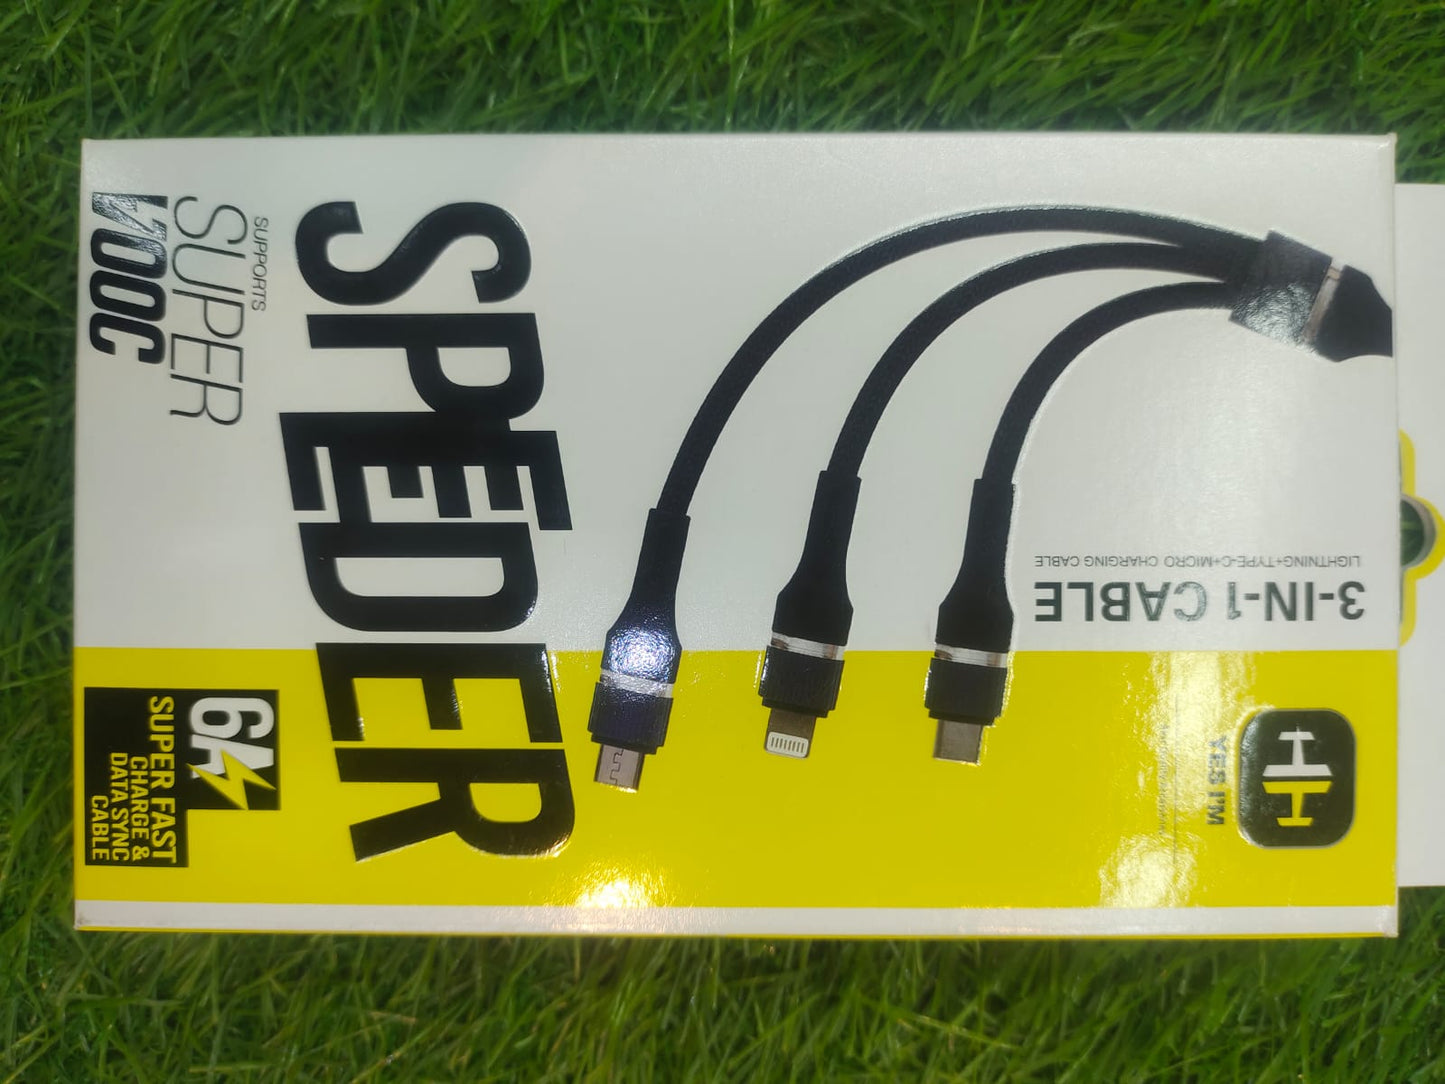 SUPPORTS
SUPER
VOOC
SPEEDER
6A
SUPER FAST
CHARGE &
DATA SYNC
CABLE
3-IN-1 CABLE
LIGHTNING+TYPE-C+MICRO CHARGING CABLE
YES I'M